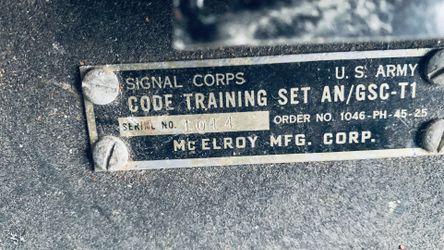 SIGNAL CORPS U. S. ARMY
CODE TRAINING SET AN/GSC-T1
SERIAL NO. 1044 ORDER NO. 1046-PH-45-25
MCELROY MFG. CORP.